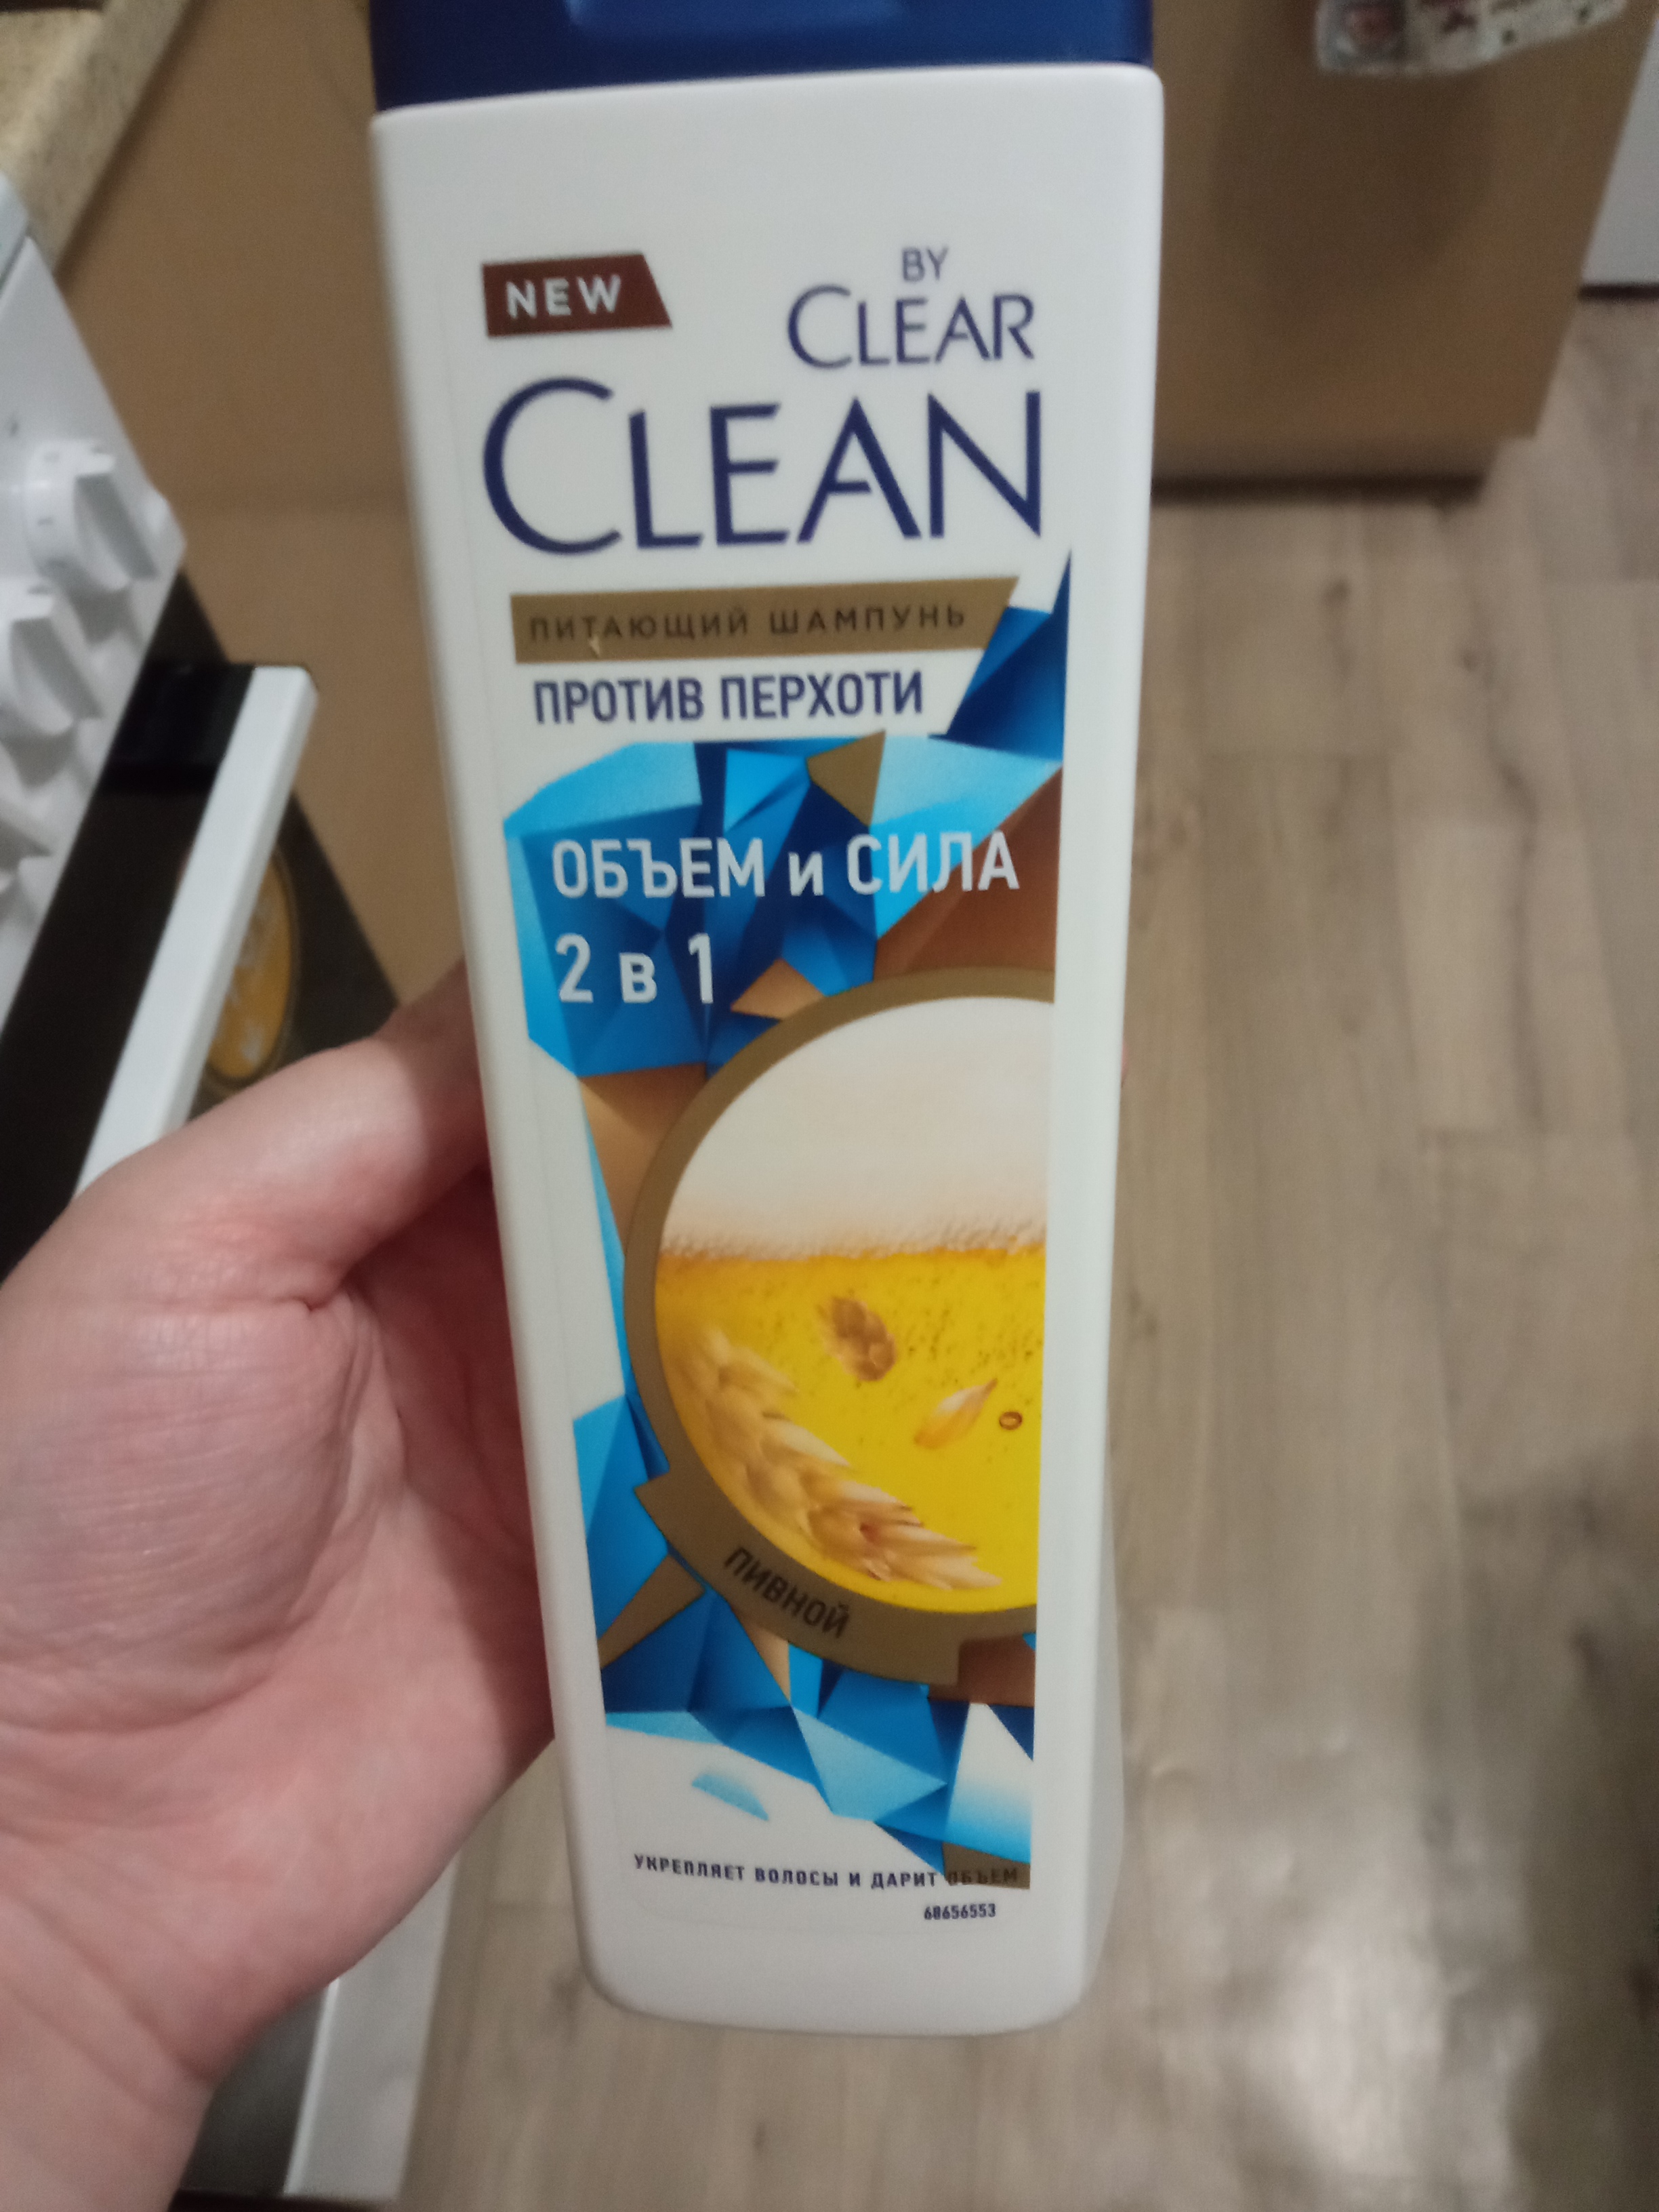 NEW
BY
CLEAR
CLEAN
ПИТАЮЩИЙ ШАМПУНЬ
ПРОТИВ ПЕРХОТИ
ОБЪЕМ и СИЛА
2 в 1
ПИВНОЙ
УКРЕПЛЯЕТ ВОЛОСЫ И ДАРИТ ОБЪЕМ
68656553